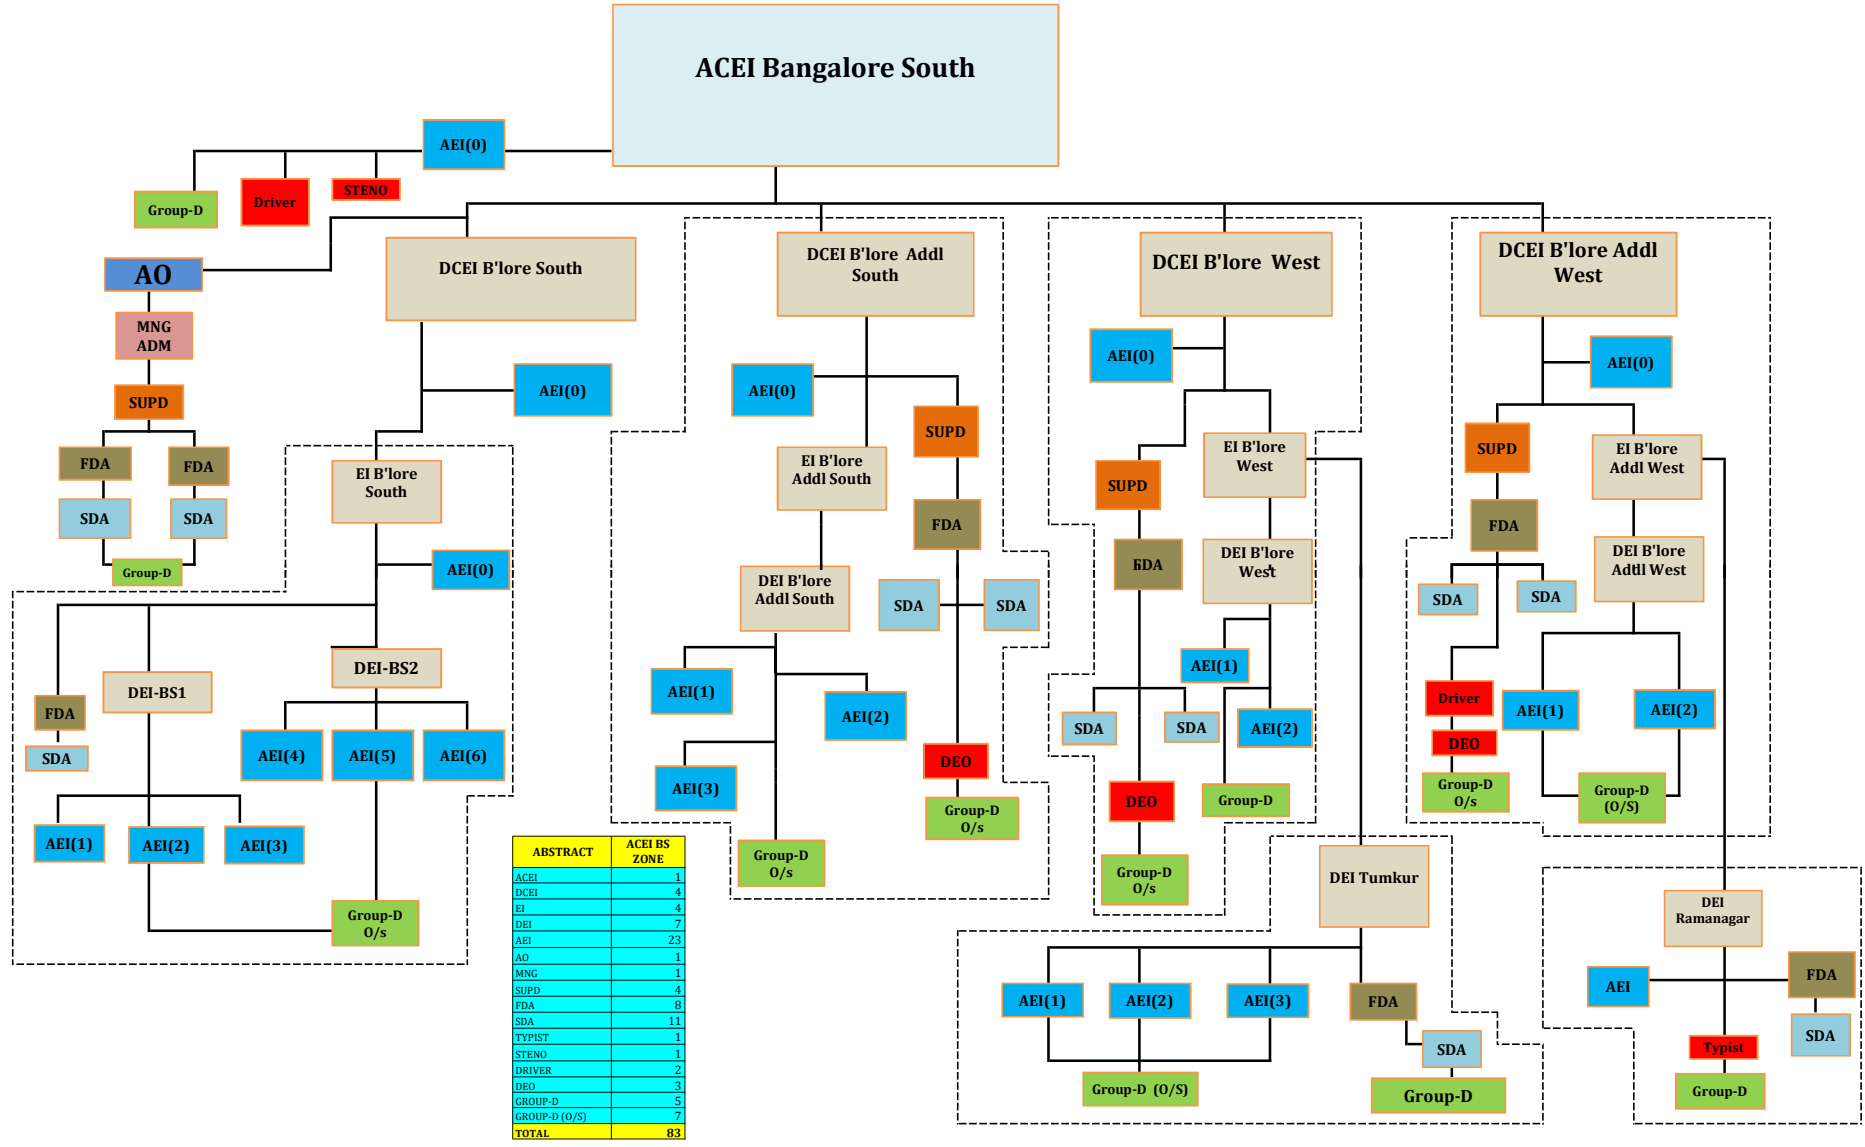 ACEI Bangalore South
AEI(0)
Group-D
Driver
STENO
AO
MNG
ADM
SUPD
FDA
FDA
SDA
SDA
Group-D
DCEI B'lore South
AEI(0)
EI B'lore
South
AEI(0)
DEI-BS1
DEI-BS2
FDA
SDA
AEI(4)
AEI(5)
AEI(6)
AEI(1)
AEI(2)
AEI(3)
Group-D
O/s
DCEI B'lore Addl
South
AEI(0)
SUPD
EI B'lore
Addl South
FDA
DEI B'lore
Addl South
SDA
SDA
AEI(1)
AEI(2)
AEI(3)
DEO
Group-D
O/s
Group-D
O/s
DCEI B'lore West
AEI(0)
EI B'lore
West
SUPD
DEI B'lore
West
FDA
AEI(1)
SDA
SDA
AEI(2)
DEO
Group-D
Group-D
O/s
DEI Tumkur
AEI(1)
AEI(2)
AEI(3)
FDA
SDA
Group-D (O/S)
Group-D
DCEI B'lore Addl
West
AEI(0)
SUPD
EI B'lore
Addl West
FDA
DEI B'lore
Addl West
SDA
SDA
Driver
AEI(1)
AEI(2)
DEO
Group-D
O/s
Group-D
(O/S)
DEI
Ramanagar
AEI
FDA
SDA
Typist
Group-D
ABSTRACT ACEI BS
ZONE
ACEI 1
DCEI 4
EI 4
DEI 7
AEI 23
AO 1
MNG 1
SUPD 4
FDA 8
SDA 11
TYPIST 1
STENO 1
DRIVER 2
DEO 3
GROUP-D 5
GROUP-D (O/S) 7
TOTAL 83